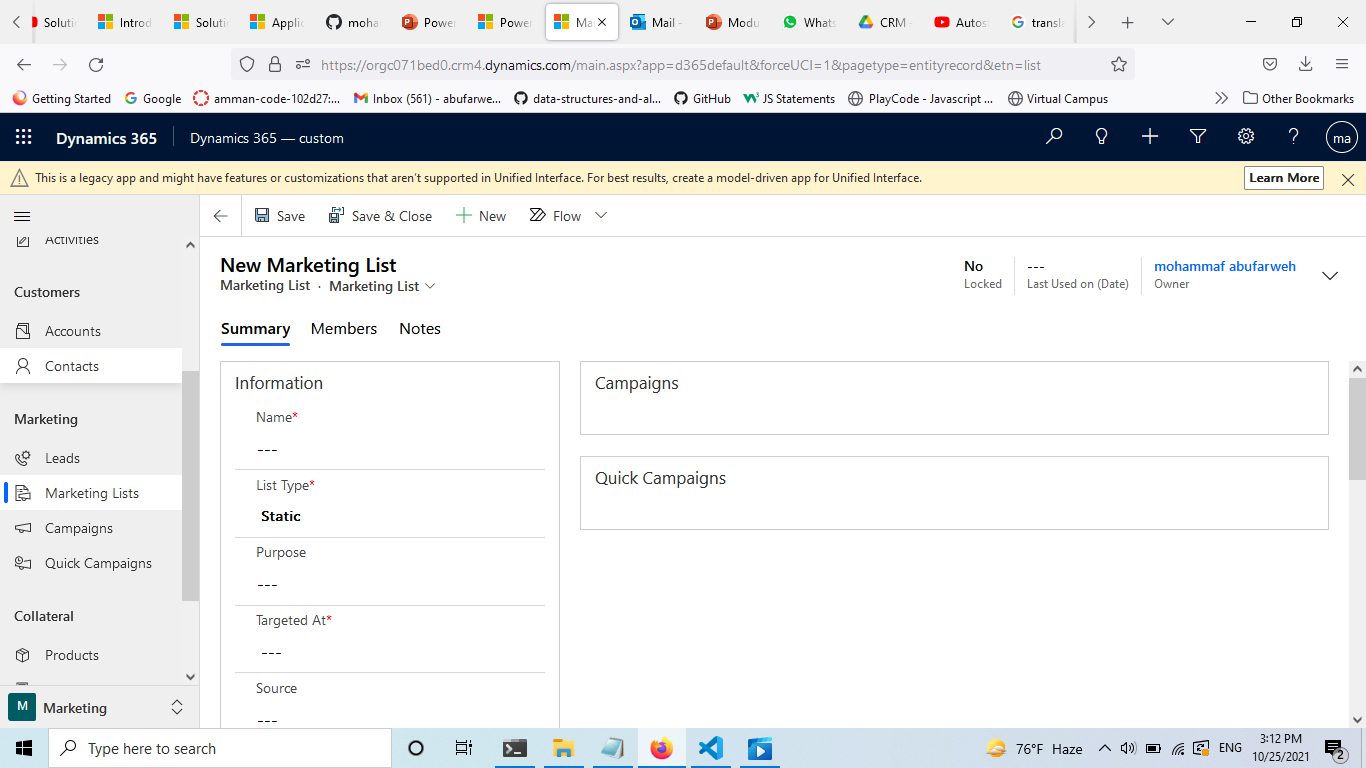 Soluti
Introd
Soluti
Applic
moha
Power
Power
Ma
Mail -
Modu
Whats
CRM -
Autos
transl
https://orgc071bed0.crm4.dynamics.com/main.aspx?app=d365default&forceUCI=1&pagetype=entityrecord&etn=list
Getting Started
Google
amman-code-102d27:...
Inbox (561) - abufarwe...
data-structures-and-al...
GitHub
JS Statements
PlayCode - Javascript ...
Virtual Campus
Other Bookmarks
Dynamics 365
Dynamics 365 — custom
ma
This is a legacy app and might have features or customizations that aren't supported in Unified Interface. For best results, create a model-driven app for Unified Interface.
Learn More
Activities
Customers
Accounts
Contacts
Marketing
Leads
Marketing Lists
Campaigns
Quick Campaigns
Collateral
Products
M
Marketing
Save
Save & Close
New
Flow
New Marketing List
Marketing List · Marketing List
No
Locked
---
Last Used on (Date)
mohammaf abufarweh
Owner
Summary
Members
Notes
Information
Name*
---
List Type*
Static
Purpose
---
Targeted At*
---
Source
---
Campaigns
Quick Campaigns
Type here to search
76°F Haze
ENG
3:12 PM
10/25/2021
2